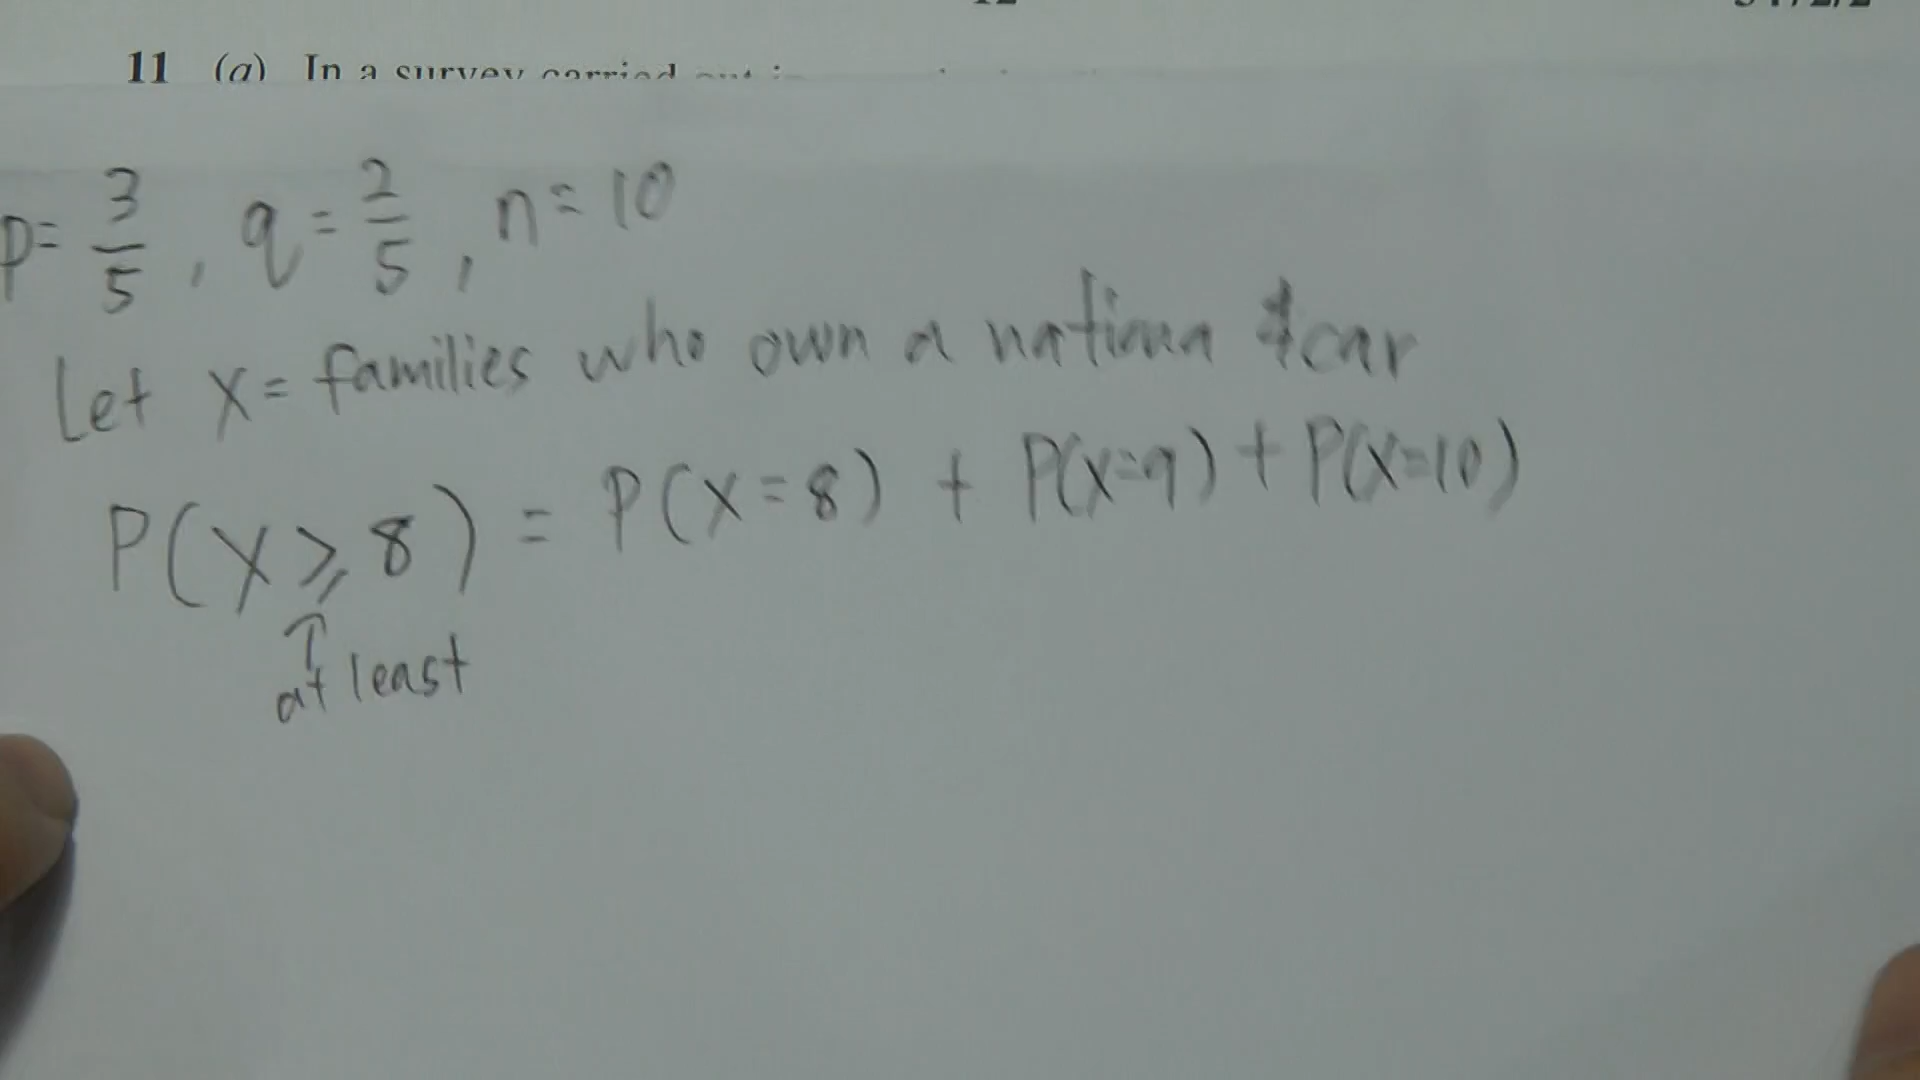 11 (a) In a survey carried out
p= 3/5 , q = 2/5 , n = 10
Let X = families who own a nationa car
P(X ⩾ 8) = P(X = 8) + P(X=9) + P(X=10)
↑
at least